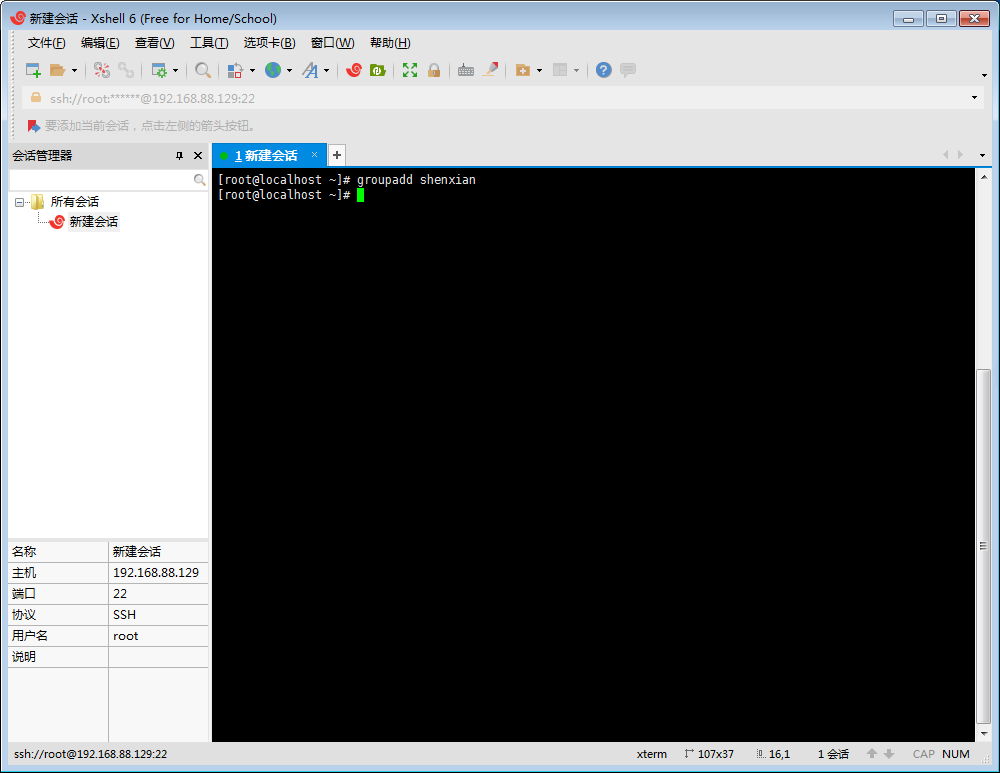 新建会话 - Xshell 6 (Free for Home/School)
文件(F) 编辑(E) 查看(V) 工具(T) 选项卡(B) 窗口(W) 帮助(H)
ssh://root:******@192.168.88.129:22
要添加当前会话，点击左侧的箭头按钮。
会话管理器
1 新建会话
所有会话
新建会话
[root@localhost ~]# groupadd shenxian
[root@localhost ~]#
名称 新建会话
主机 192.168.88.129
端口 22
协议 SSH
用户名 root
说明
ssh://root@192.168.88.129:22 xterm 107x37 16,1 1 会话 CAP NUM